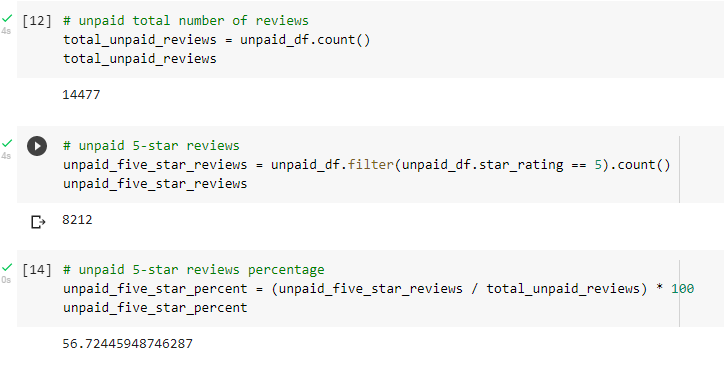 [12] # unpaid total number of reviews
4s
total_unpaid_reviews = unpaid_df.count()
total_unpaid_reviews
14477
# unpaid 5-star reviews
4s
unpaid_five_star_reviews = unpaid_df.filter(unpaid_df.star_rating == 5).count()
unpaid_five_star_reviews
8212
[14] # unpaid 5-star reviews percentage
0s
unpaid_five_star_percent = (unpaid_five_star_reviews / total_unpaid_reviews) * 100
unpaid_five_star_percent
56.72445948746287